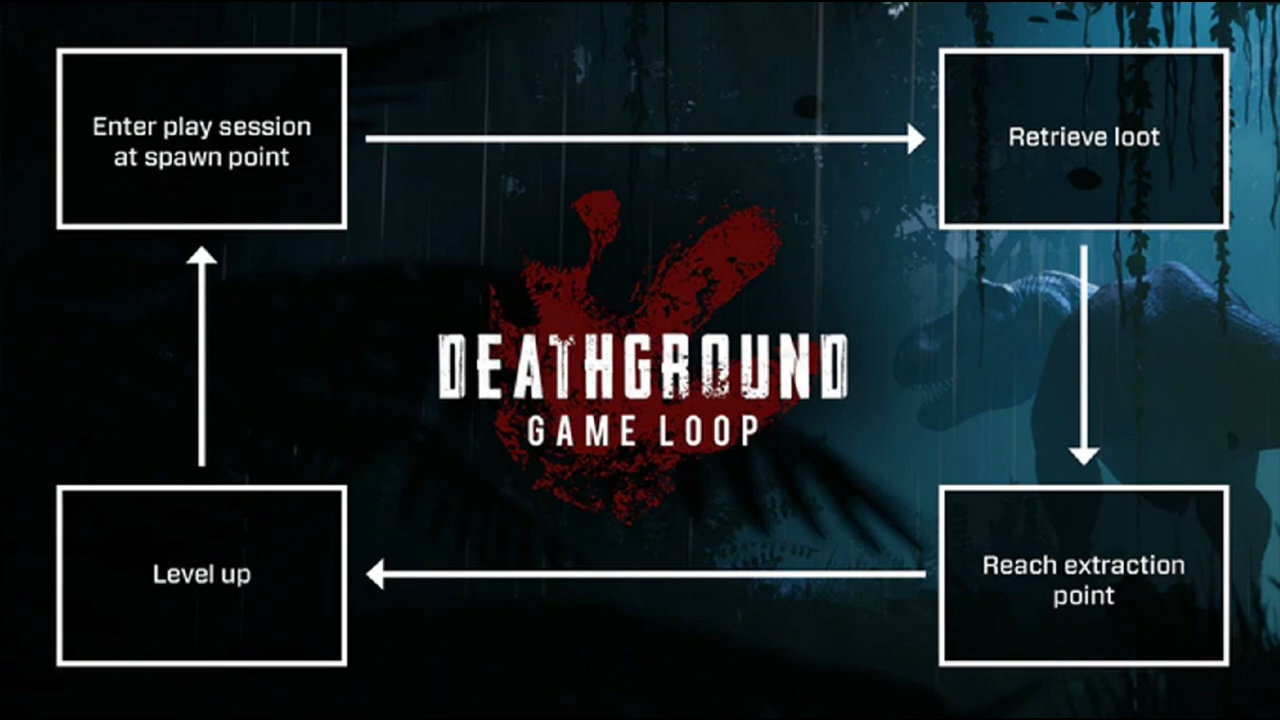 Enter play session
at spawn point
Retrieve loot
DEATHGROUND
GAME LOOP
Level up
Reach extraction
point